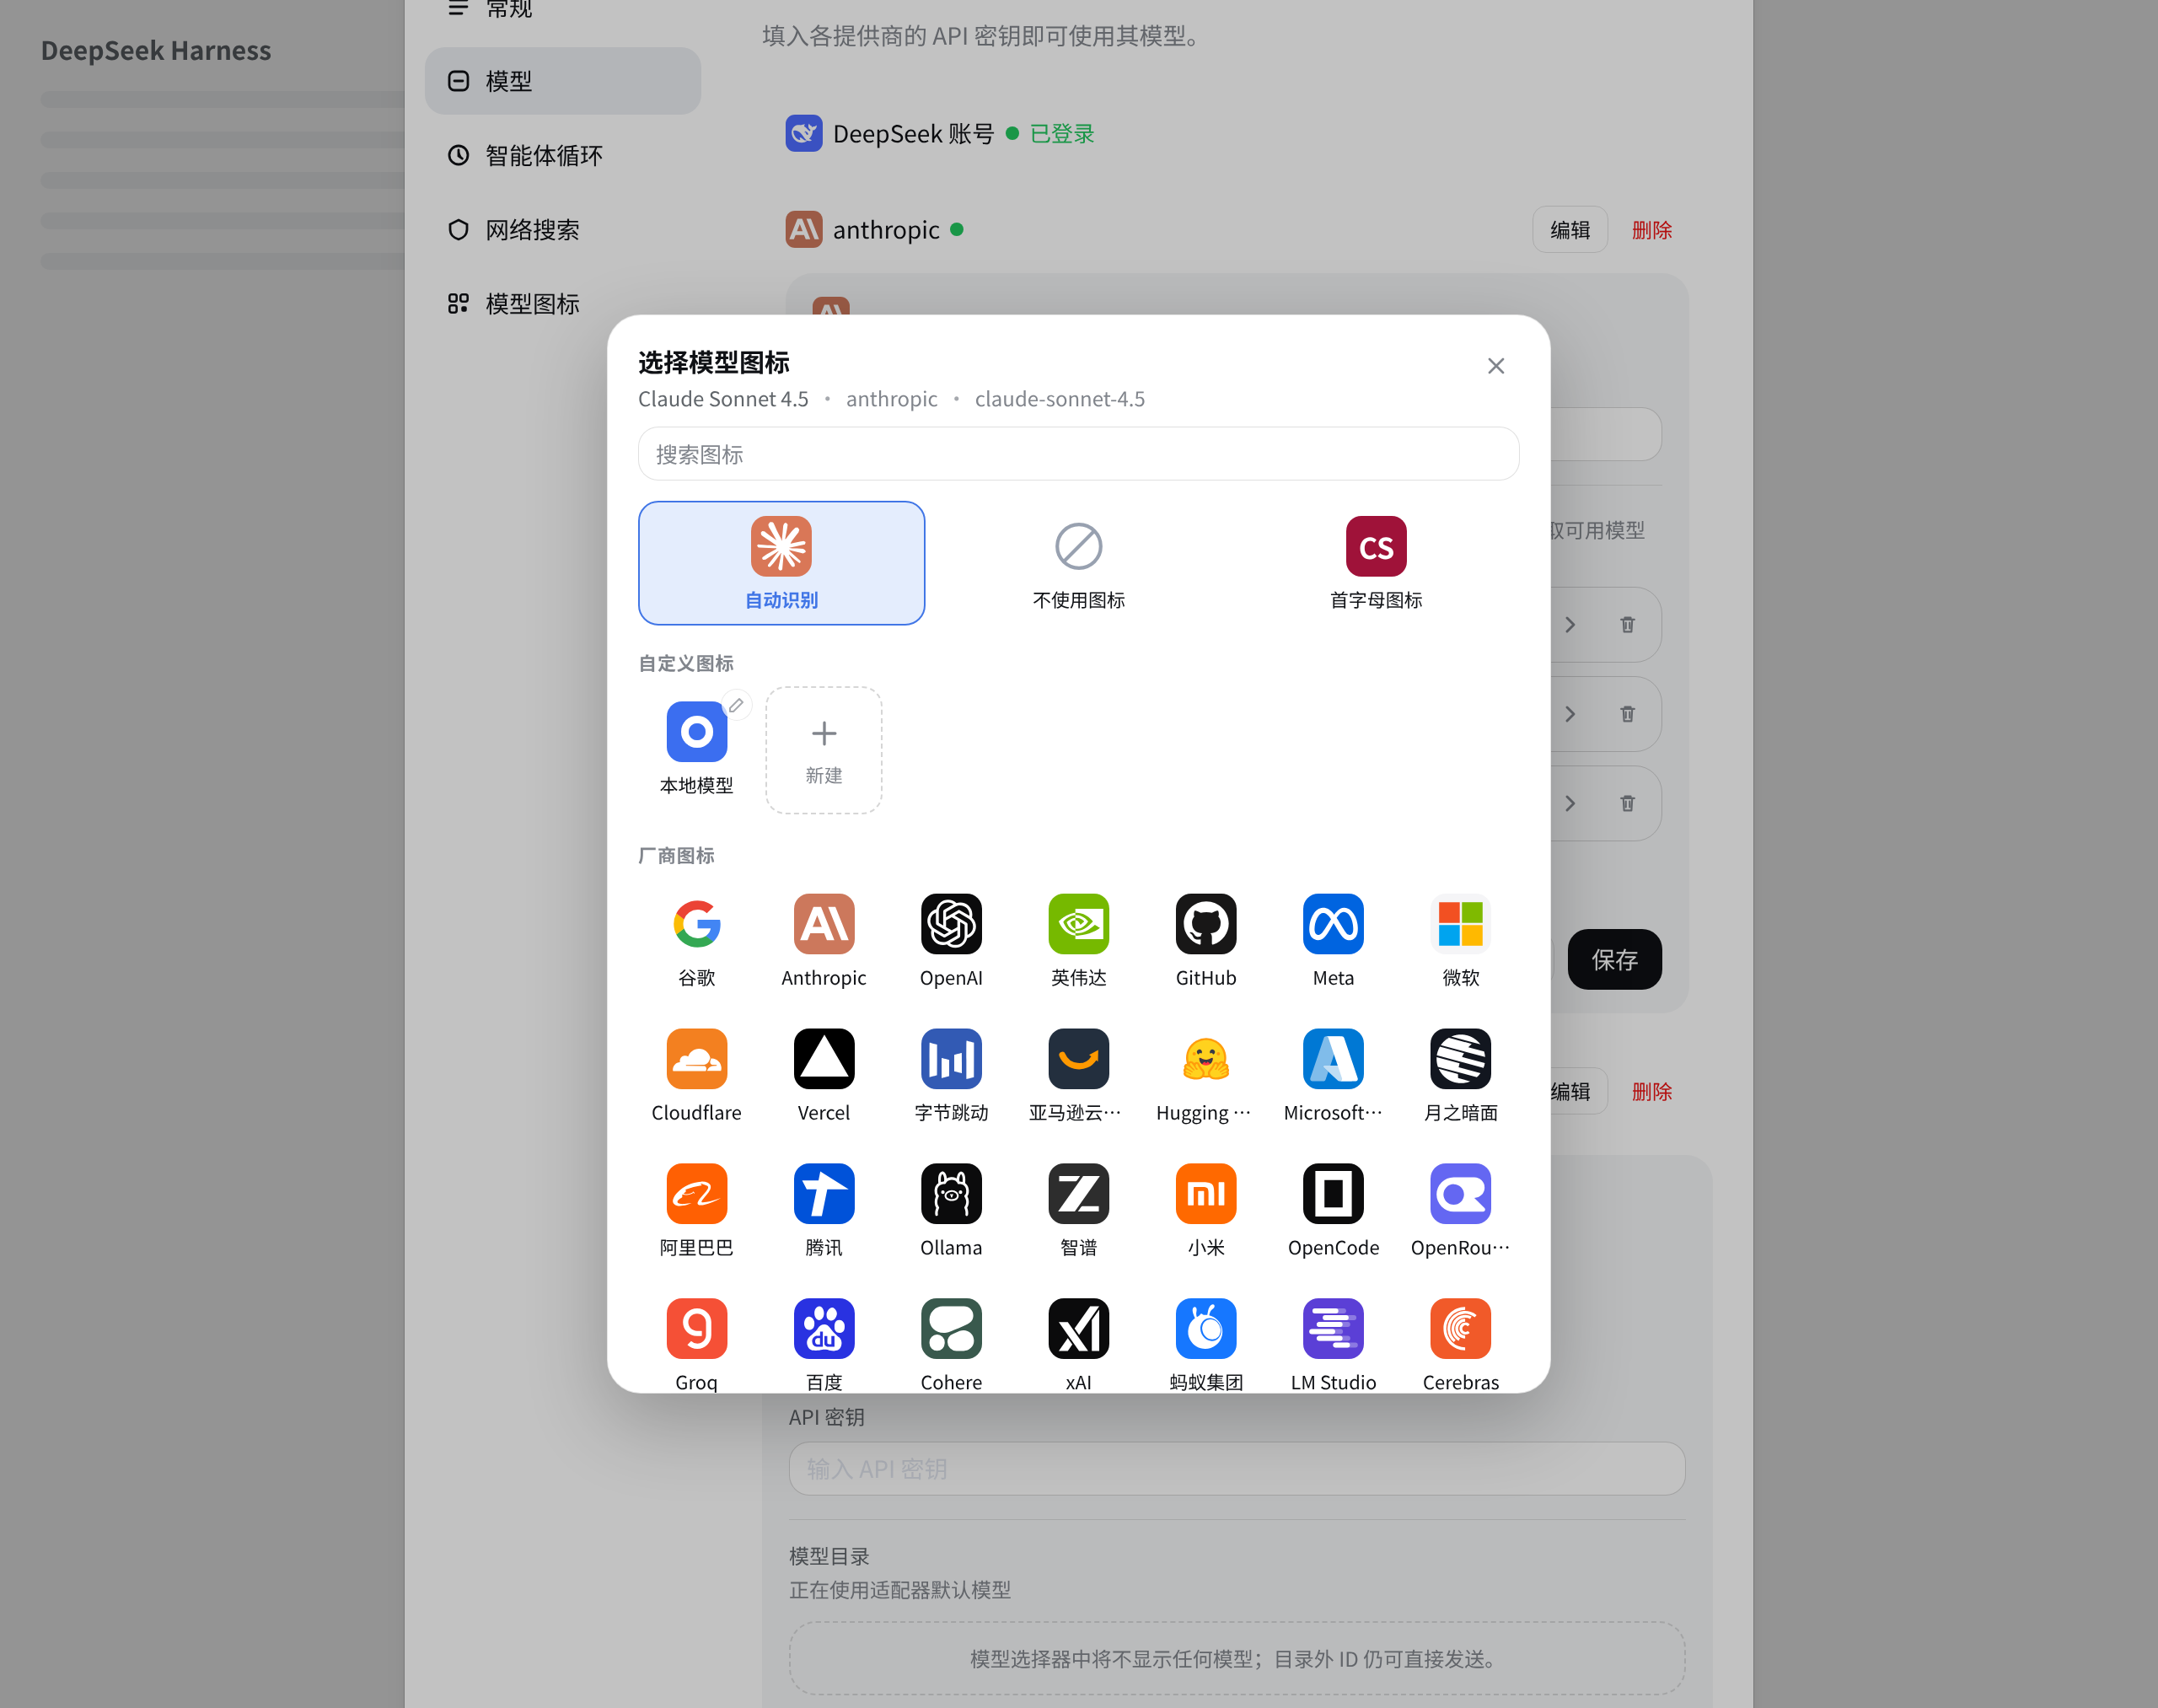 常规
DeepSeek Harness
模型
智能体循环
网络搜索
模型图标
填入各提供商的 API 密钥即可使用其模型。
DeepSeek 账号 已登录
anthropic
编辑 删除
选择模型图标
Claude Sonnet 4.5 • anthropic • claude-sonnet-4.5
搜索图标
自动识别 不使用图标 首字母图标
CS
取可用模型
自定义图标
本地模型 新建
厂商图标
谷歌 Anthropic OpenAI 英伟达 GitHub Meta 微软
保存
Cloudflare Vercel 字节跳动 亚马逊云… Hugging … Microsoft… 月之暗面
编辑 删除
阿里巴巴 腾讯 Ollama 智谱 小米 OpenCode OpenRou…
du
Groq 百度 Cohere xAI 蚂蚁集团 LM Studio Cerebras
API 密钥
输入 API 密钥
模型目录
正在使用适配器默认模型
模型选择器中将不显示任何模型；目录外 ID 仍可直接发送。